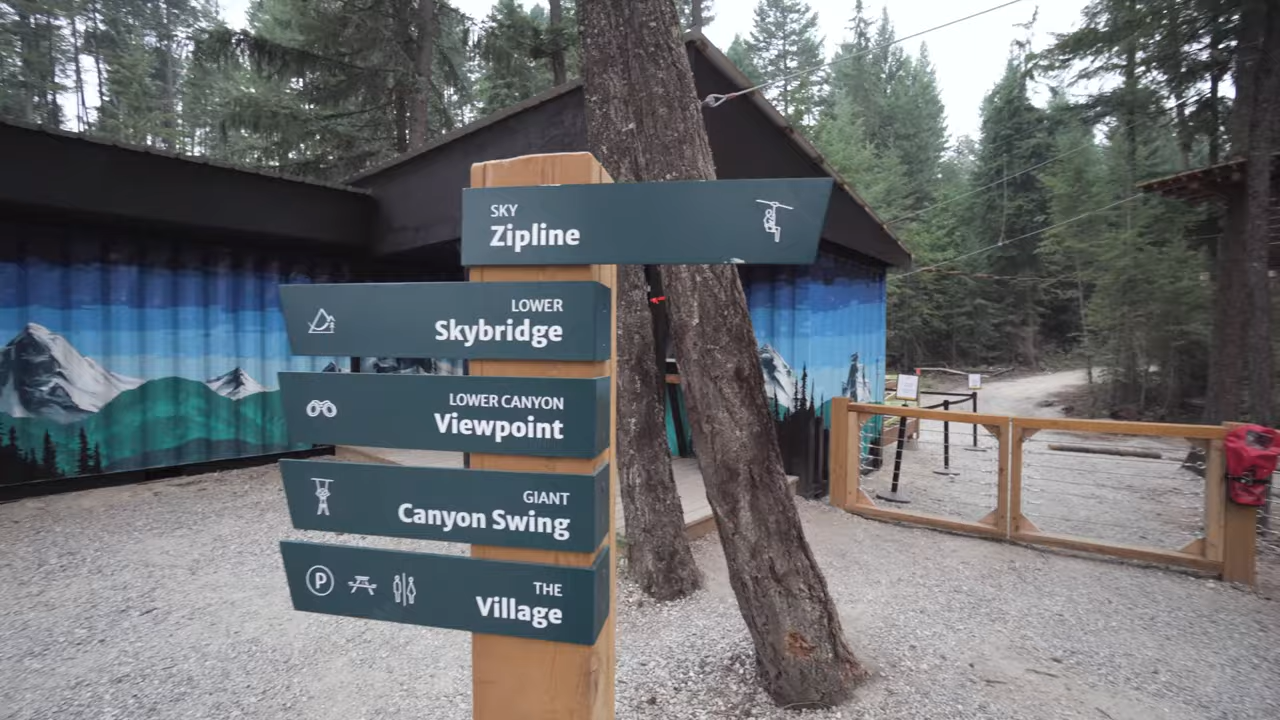 SKY
Zipline
LOWER
Skybridge
LOWER CANYON
Viewpoint
GIANT
Canyon Swing
P
THE
Village